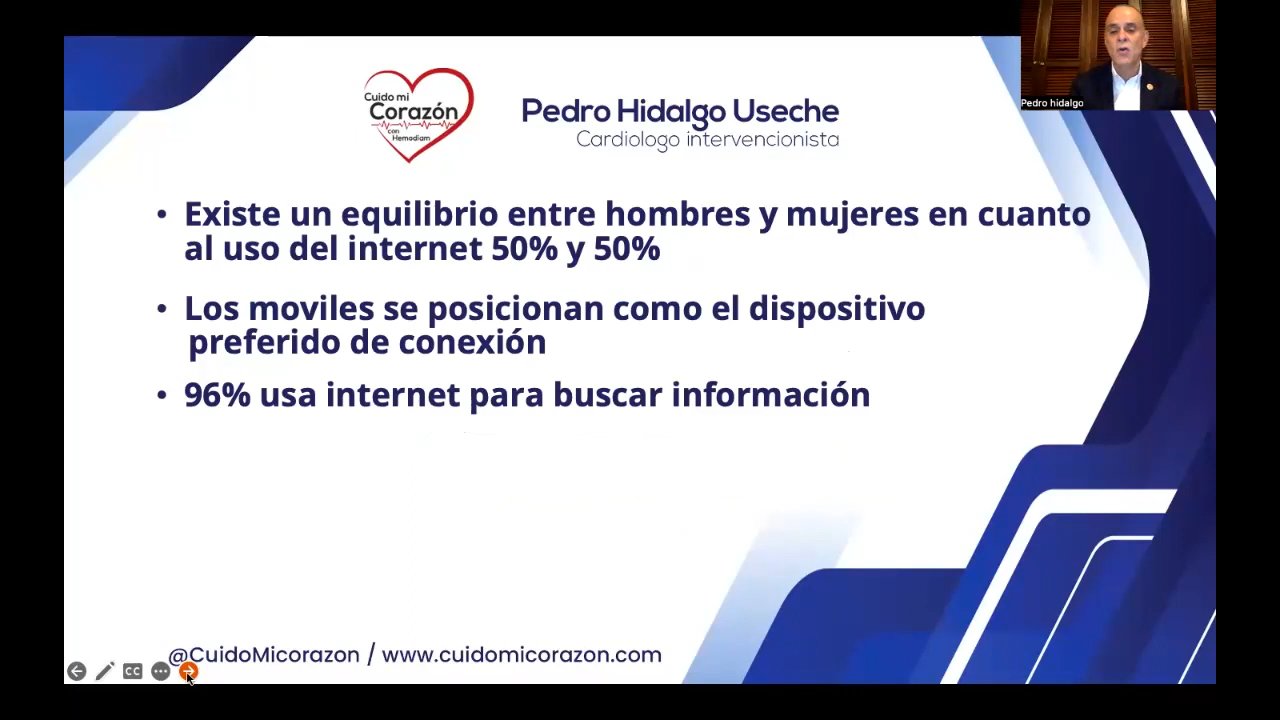 Pedro hidalgo
Cuido mi
Corazón
con
Hemodiam
Pedro Hidalgo Useche
Cardiologo intervencionista
• Existe un equilibrio entre hombres y mujeres en cuanto
al uso del internet 50% y 50%
• Los moviles se posicionan como el dispositivo
preferido de conexión
• 96% usa internet para buscar información
@CuidoMicorazon / www.cuidomicorazon.com
CC